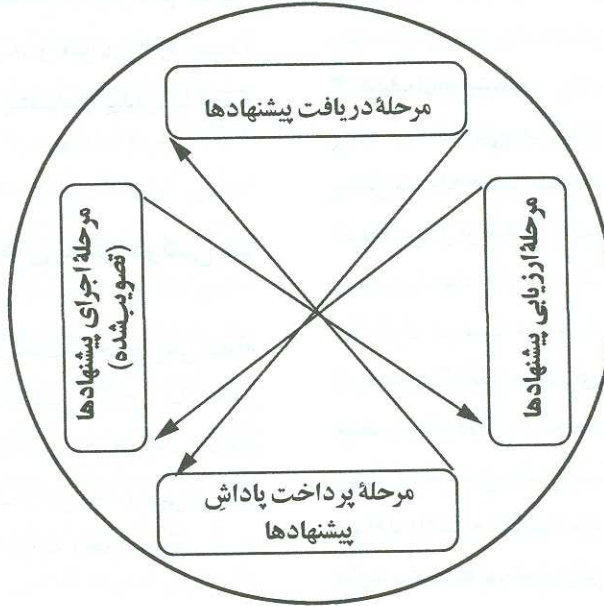 مرحلهٔ دریافت پیشنهادها
مرحلهٔ ارزیابی پیشنهادها
مرحلهٔ اجرای پیشنهادها
(تصویب‌شده)
مرحلهٔ پرداخت پاداشِ
پیشنهادها